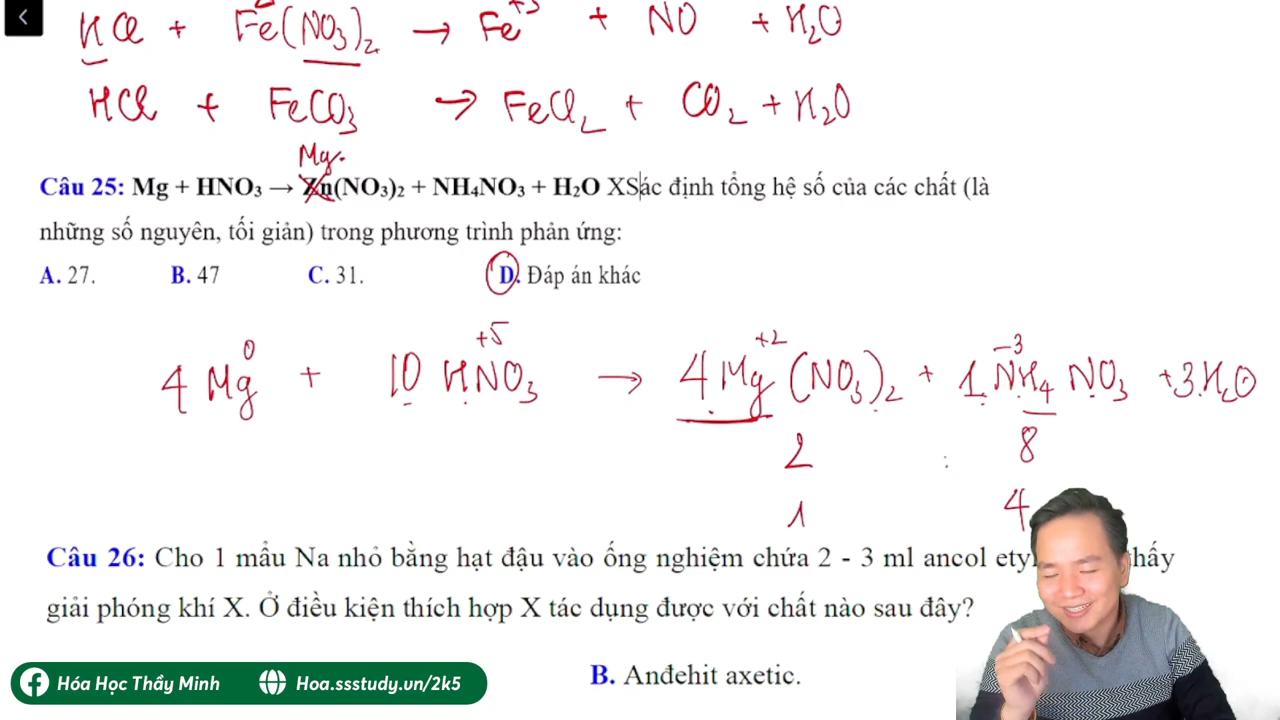 HCl + Fe(NO3)2 → Fe+3 + NO + H2O
HCl + FeCO3 → FeCl2 + CO2 + H2O
Mg.
Câu 25: Mg + HNO₃ → Zn(NO₃)₂ + NH₄NO₃ + H₂O XSác định tổng hệ số của các chất (là
những số nguyên, tối giản) trong phương trình phản ứng:
A. 27. B. 47 C. 31. D. Đáp án khác
0 +5 +2 -3
4 Mg + 10 HNO3 → 4 Mg (NO3)2 + 1 NH4 NO3 + 3H2O
2 : 8
1 4
Câu 26: Cho 1 mẩu Na nhỏ bằng hạt đậu vào ống nghiệm chứa 2 - 3 ml ancol
giải phóng khí X. Ở điều kiện thích hợp X tác dụng được với chất nào sau đây?
B. Anđehit axetic.
Hóa Học Thầy Minh Hoa.ssstudy.vn/2k5